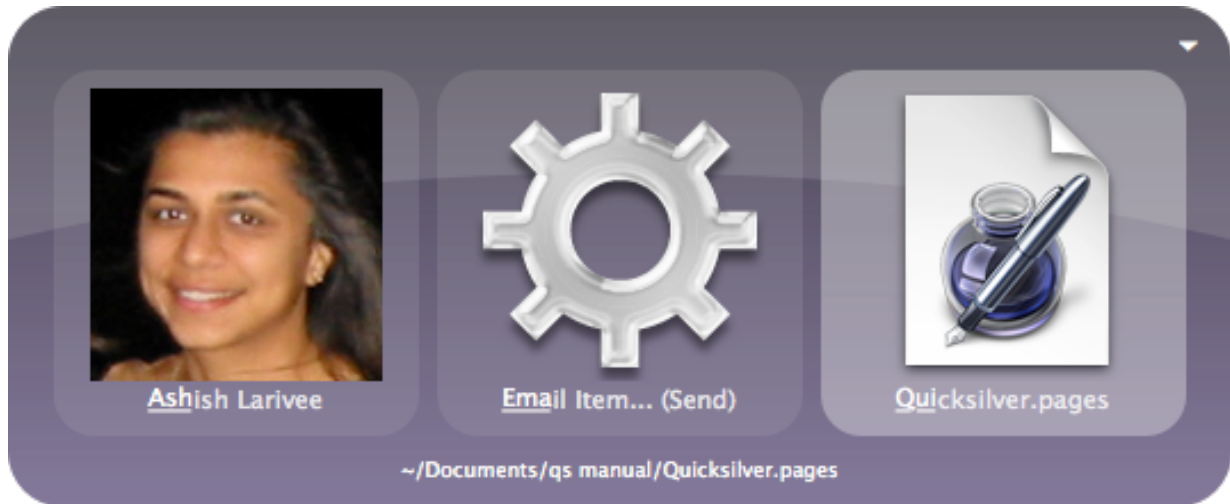 Ashish Larivee
Email Item... (Send)
Quicksilver.pages
~/Documents/qs manual/Quicksilver.pages